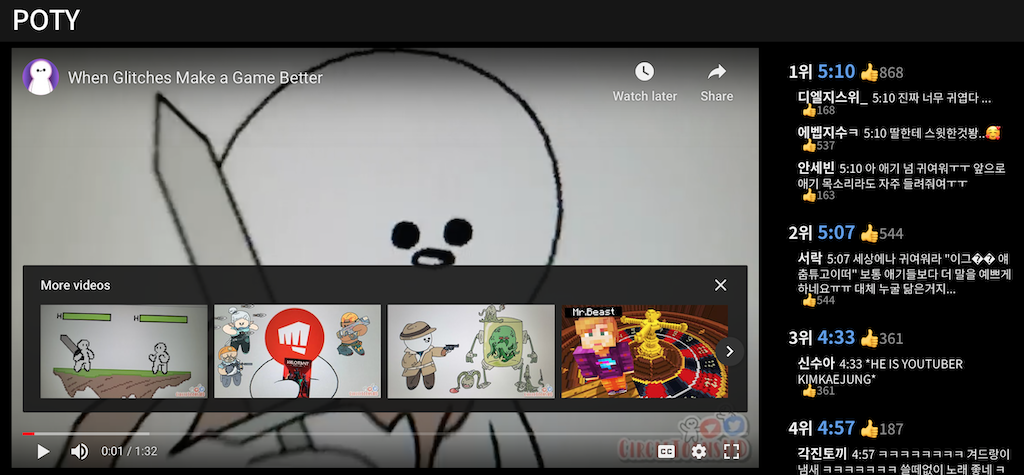 POTY
When Glitches Make a Game Better
Watch later
Share
More videos
H
H
Mr.Beast
0:01 / 1:32
CC
1위 5:10 👍868
디엘지스위_ 5:10 진짜 너무 귀엽다 ...
👍168
에벱지수ㅋ 5:10 딸한테 스윗한것봥..🥰
👍537
안세빈 5:10 아 애기 넘 귀여워ㅜㅜ 앞으로
애기 목소리라도 자주 들려줘여ㅜㅜ
👍163
2위 5:07 👍544
서락 5:07 세상에나 귀여워라 "이그�� 얘
춤튜고이떠" 보통 애기들보다 더 말을 예쁘게
하네요ㅠㅠ 대체 누굴 닮은거지...
👍544
3위 4:33 👍361
신수아 4:33 *HE IS YOUTUBER
KIMKAEJUNG*
👍361
4위 4:57 👍187
각진토끼 4:57 ㅋㅋㅋㅋㅋㅋㅋㅋ 겨드랑이
냄새 ㅋㅋㅋㅋㅋㅋㅋ 쓸떼없이 노래 좋네 ㅋ